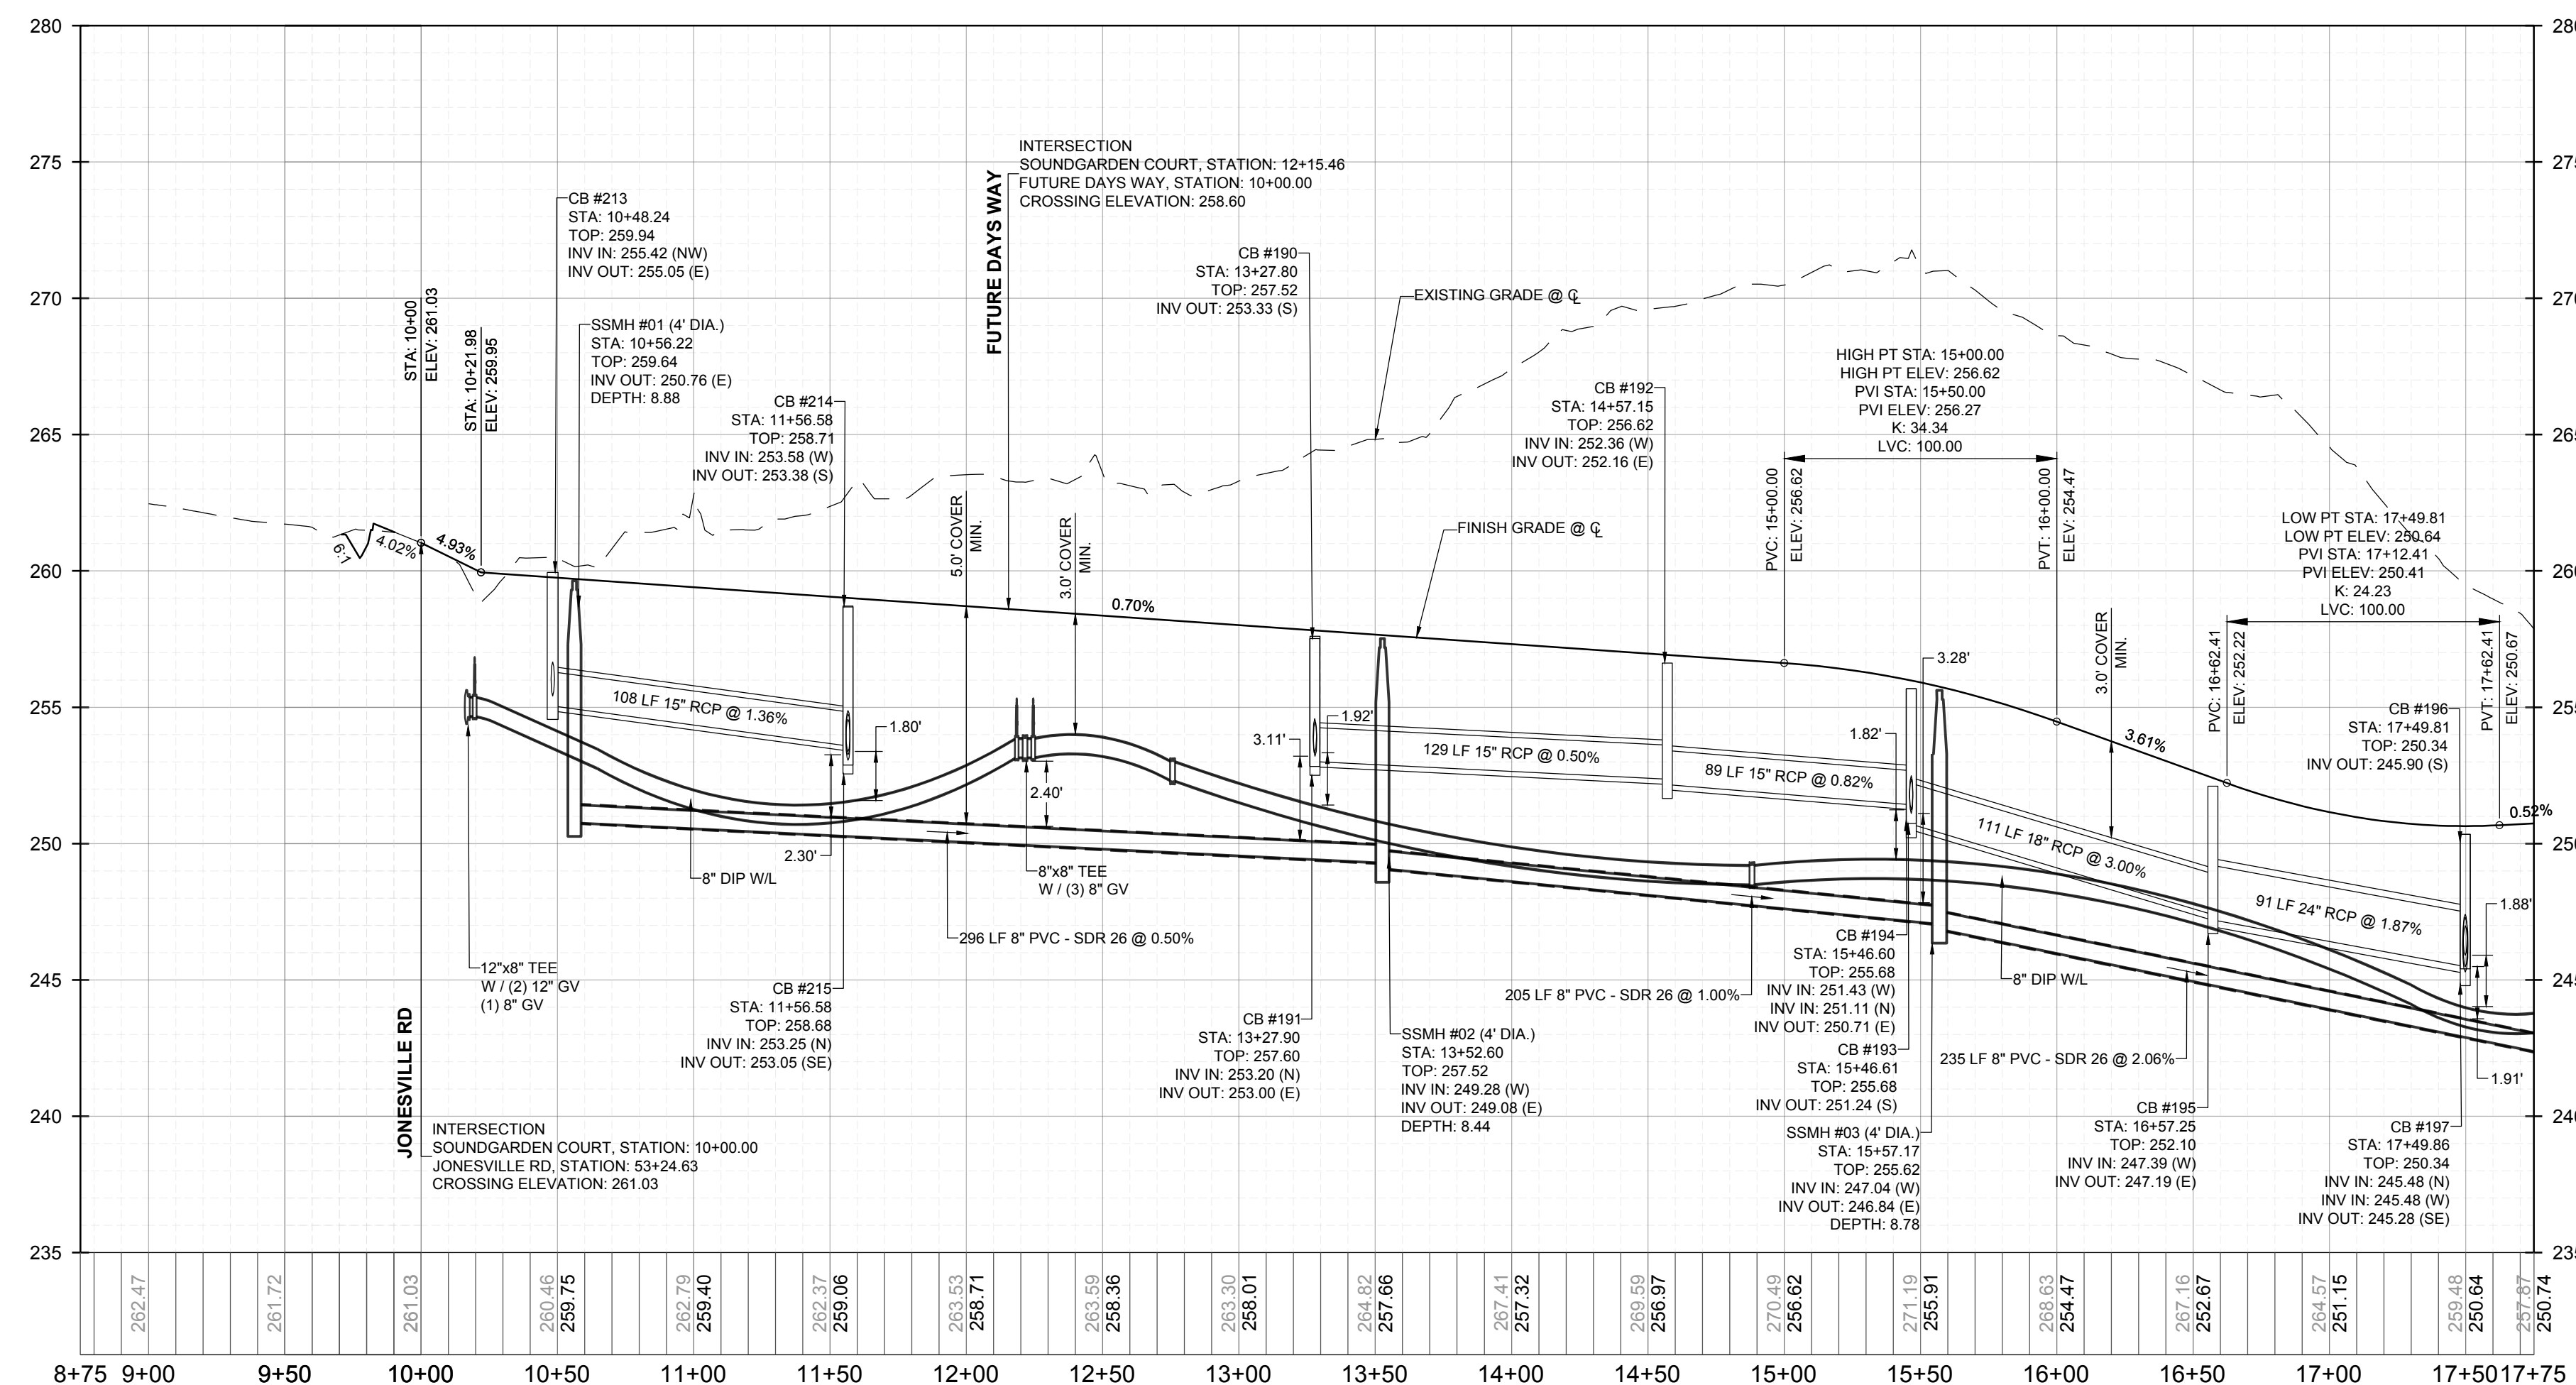 280
275
270
265
260
255
250
245
240
235
INTERSECTION
SOUNDGARDEN COURT, STATION: 12+15.46
FUTURE DAYS WAY, STATION: 10+00.00
CROSSING ELEVATION: 258.60
FUTURE DAYS WAY
CB #213
STA: 10+48.24
TOP: 259.94
INV IN: 255.42 (NW)
INV OUT: 255.05 (E)
STA: 10+00
ELEV: 261.03
STA: 10+21.98
ELEV: 259.95
SSMH #01 (4' DIA.)
STA: 10+56.22
TOP: 259.64
INV OUT: 250.76 (E)
DEPTH: 8.88
CB #214
STA: 11+56.58
TOP: 258.71
INV IN: 253.58 (W)
INV OUT: 253.38 (S)
CB #190
STA: 13+27.80
TOP: 257.52
INV OUT: 253.33 (S)
EXISTING GRADE @ ℄
CB #192
STA: 14+57.15
TOP: 256.62
INV IN: 252.36 (W)
INV OUT: 252.16 (E)
HIGH PT STA: 15+00.00
HIGH PT ELEV: 256.62
PVI STA: 15+50.00
PVI ELEV: 256.27
K: 34.34
LVC: 100.00
PVC: 15+00.00
ELEV: 256.62
PVT: 16+00.00
ELEV: 254.47
LOW PT STA: 17+49.81
LOW PT ELEV: 250.64
PVI STA: 17+12.41
PVI ELEV: 250.41
K: 24.23
LVC: 100.00
PVC: 16+62.41
ELEV: 252.22
PVT: 17+62.41
ELEV: 250.67
5.0' COVER
MIN.
3.0' COVER
MIN.
FINISH GRADE @ ℄
3.0' COVER
MIN.
6:1
4.02%
4.93%
0.70%
3.61%
0.52%
108 LF 15" RCP @ 1.36%
1.80'
2.30'
2.40'
3.11'
1.92'
129 LF 15" RCP @ 0.50%
89 LF 15" RCP @ 0.82%
1.82'
3.28'
111 LF 18" RCP @ 3.00%
91 LF 24" RCP @ 1.87%
1.88'
1.91'
CB #196
STA: 17+49.81
TOP: 250.34
INV OUT: 245.90 (S)
8" DIP W/L
8"x8" TEE
W / (3) 8" GV
296 LF 8" PVC - SDR 26 @ 0.50%
12"x8" TEE
W / (2) 12" GV
(1) 8" GV
CB #215
STA: 11+56.58
TOP: 258.68
INV IN: 253.25 (N)
INV OUT: 253.05 (SE)
CB #191
STA: 13+27.90
TOP: 257.60
INV IN: 253.20 (N)
INV OUT: 253.00 (E)
SSMH #02 (4' DIA.)
STA: 13+52.60
TOP: 257.52
INV IN: 249.28 (W)
INV OUT: 249.08 (E)
DEPTH: 8.44
205 LF 8" PVC - SDR 26 @ 1.00%
CB #194
STA: 15+46.60
TOP: 255.68
INV IN: 251.43 (W)
INV IN: 251.11 (N)
INV OUT: 250.71 (E)
CB #193
STA: 15+46.61
TOP: 255.68
INV OUT: 251.24 (S)
SSMH #03 (4' DIA.)
STA: 15+57.17
TOP: 255.62
INV IN: 247.04 (W)
INV OUT: 246.84 (E)
DEPTH: 8.78
8" DIP W/L
235 LF 8" PVC - SDR 26 @ 2.06%
CB #195
STA: 16+57.25
TOP: 252.10
INV IN: 247.39 (W)
INV OUT: 247.19 (E)
CB #197
STA: 17+49.86
TOP: 250.34
INV IN: 245.48 (N)
INV IN: 245.48 (W)
INV OUT: 245.28 (SE)
JONESVILLE RD
INTERSECTION
SOUNDGARDEN COURT, STATION: 10+00.00
JONESVILLE RD, STATION: 53+24.63
CROSSING ELEVATION: 261.03
262.47
261.72
261.03
260.46 259.75
262.79 259.40
262.37 259.06
263.53 258.71
263.59 258.36
263.30 258.01
264.82 257.66
267.41 257.32
269.59 256.97
270.49 256.62
271.19 255.91
268.63 254.47
267.16 252.67
264.57 251.15
259.48 250.64
257.87 250.74
8+75 9+00 9+50 10+00 10+50 11+00 11+50 12+00 12+50 13+00 13+50 14+00 14+50 15+00 15+50 16+00 16+50 17+00 17+50 17+75